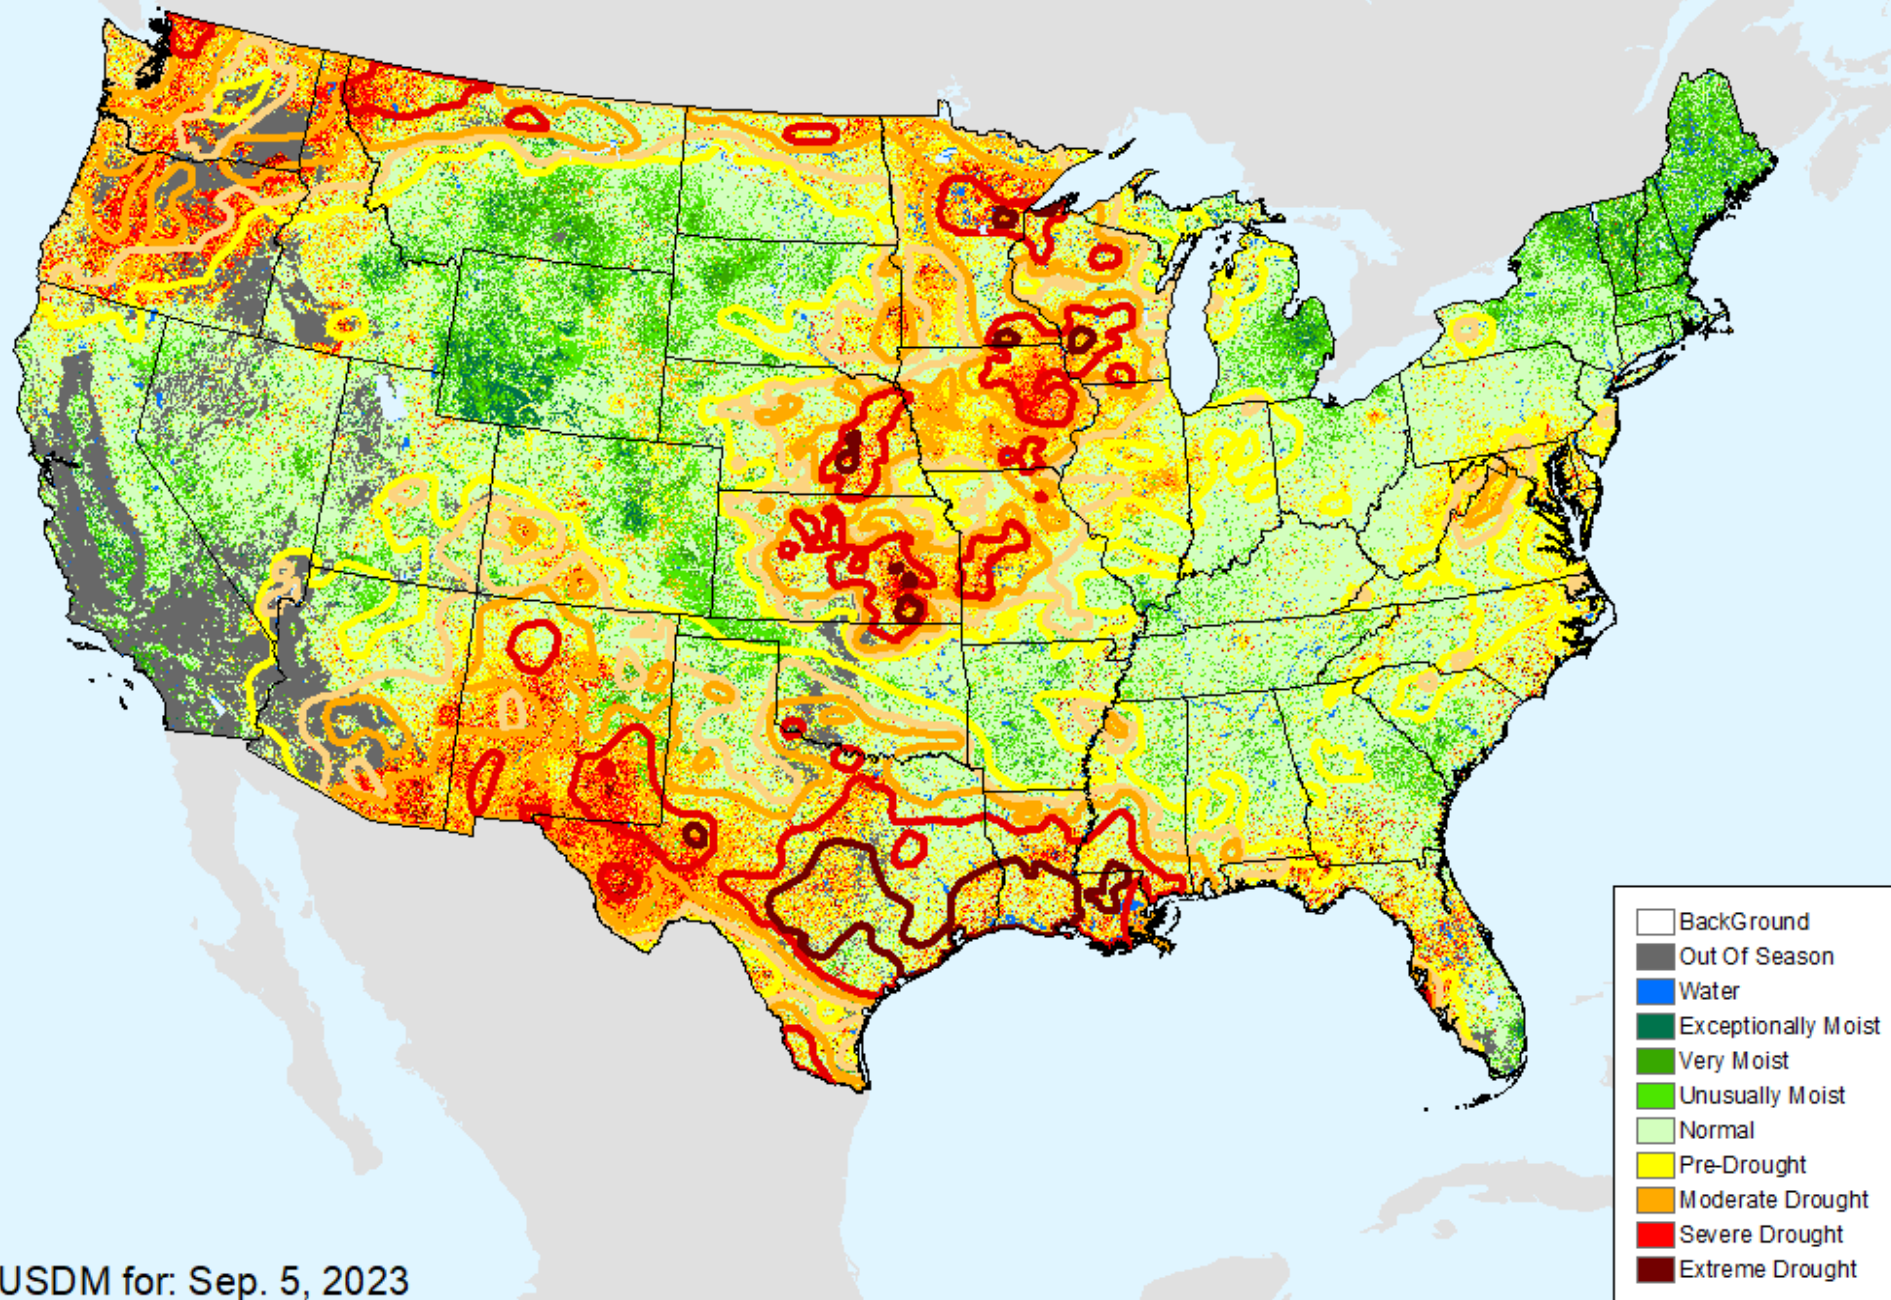 BackGround
Out Of Season
Water
Exceptionally Moist
Very Moist
Unusually Moist
Normal
Pre-Drought
Moderate Drought
Severe Drought
Extreme Drought
USDM for: Sep. 5, 2023